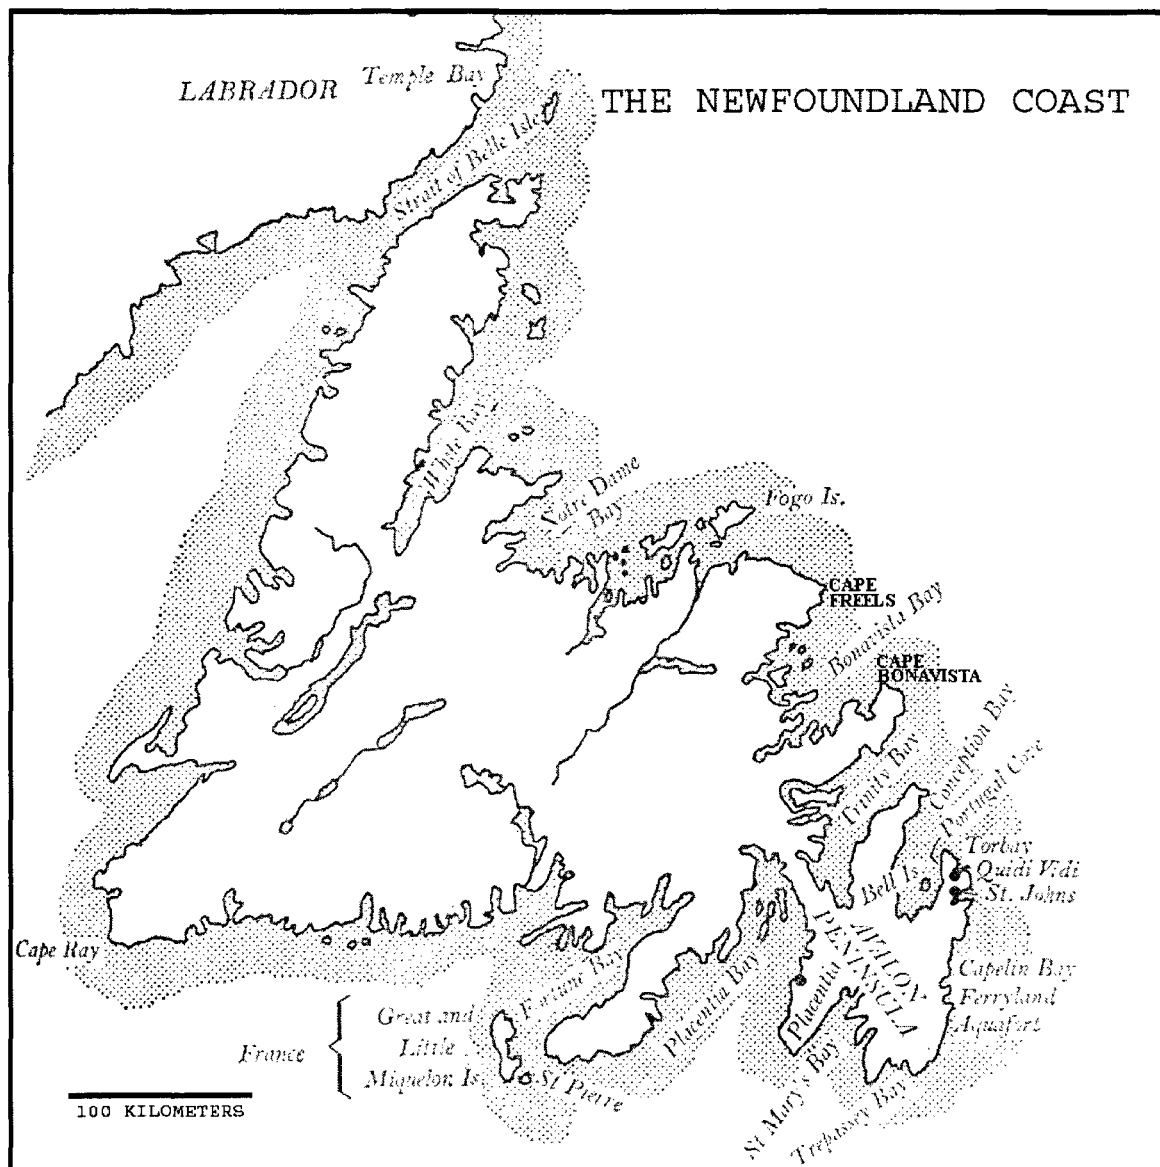 THE NEWFOUNDLAND COAST
LABRADOR
Temple Bay
Strait of Belle Isle
White Bay
Notre Dame
Bay
Fogo Is.
CAPE
FREELS
Bonavista Bay
CAPE
BONAVISTA
Trinity Bay
Conception Bay
Portugal Cove
Torbay
Quidi Vidi
St. Johns
Bell Is.
AVALON
PENINSULA
Capelin Bay
Ferryland
Aquafort
Placentia
Placentia Bay
St Mary's Bay
Trepassey Bay
Fortune Bay
Cape Ray
France
Great and
Little
Miquelon Is.
St Pierre
100 KILOMETERS